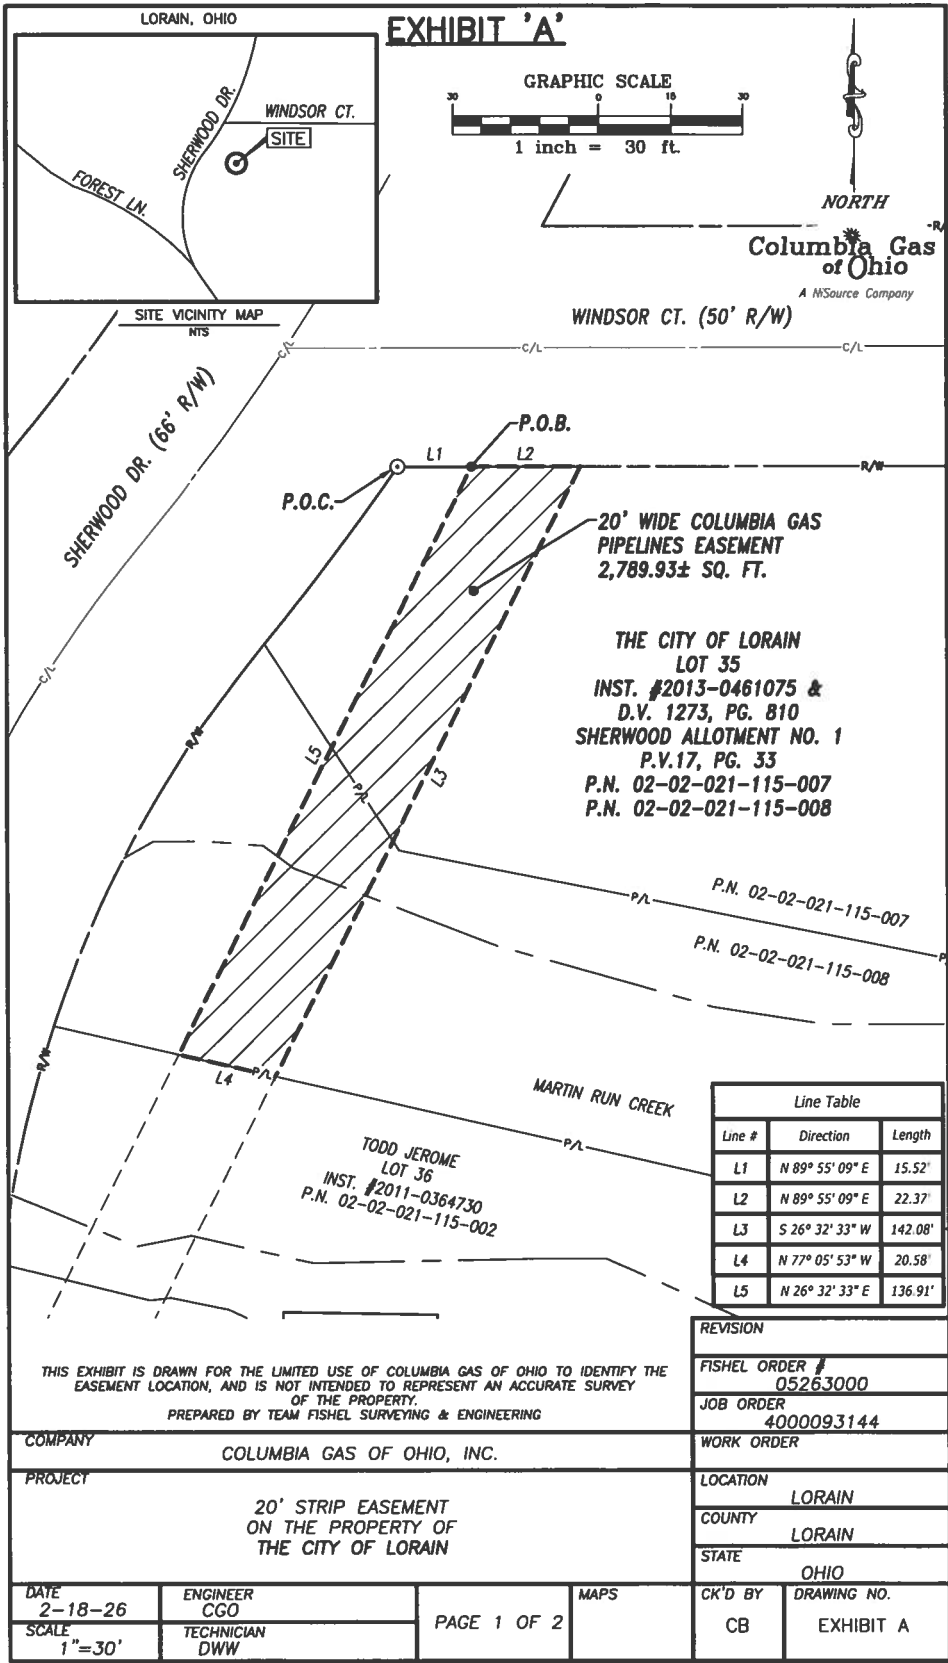 LORAIN, OHIO
EXHIBIT 'A'
SHERWOOD DR.
WINDSOR CT.
SITE
FOREST LN.
SITE VICINITY MAP
NTS
GRAPHIC SCALE
30 0 15 30
1 inch = 30 ft.
NORTH
R/
Columbia Gas
of Ohio
A NiSource Company
WINDSOR CT. (50' R/W)
C/L
C/L
C/L
SHERWOOD DR. (66' R/W)
C/L
P.O.B.
L1
L2
R/W
P.O.C.
20' WIDE COLUMBIA GAS
PIPELINES EASEMENT
2,789.93± SQ. FT.
THE CITY OF LORAIN
LOT 35
INST. #2013-0461075 &
D.V. 1273, PG. 810
SHERWOOD ALLOTMENT NO. 1
P.V.17, PG. 33
P.N. 02-02-021-115-007
P.N. 02-02-021-115-008
R/W
L5
L3
P/L
P/L
P.N. 02-02-021-115-007
P.N. 02-02-021-115-008
P
R/W
L4
P/L
MARTIN RUN CREEK
P/L
TODD JEROME
LOT 36
INST. #2011-0364730
P.N. 02-02-021-115-002
Line Table
Line # Direction Length
L1 N 89° 55' 09" E 15.52'
L2 N 89° 55' 09" E 22.37'
L3 S 26° 32' 33" W 142.08'
L4 N 77° 05' 53" W 20.58'
L5 N 26° 32' 33" E 136.91'
THIS EXHIBIT IS DRAWN FOR THE LIMITED USE OF COLUMBIA GAS OF OHIO TO IDENTIFY THE
EASEMENT LOCATION, AND IS NOT INTENDED TO REPRESENT AN ACCURATE SURVEY
OF THE PROPERTY.
PREPARED BY TEAM FISHEL SURVEYING & ENGINEERING
REVISION
FISHEL ORDER #
05263000
JOB ORDER
4000093144
COMPANY
COLUMBIA GAS OF OHIO, INC.
WORK ORDER
PROJECT
20' STRIP EASEMENT
ON THE PROPERTY OF
THE CITY OF LORAIN
LOCATION
LORAIN
COUNTY
LORAIN
STATE
OHIO
DATE
2-18-26
ENGINEER
CGO
SCALE
1"=30'
TECHNICIAN
DWW
PAGE 1 OF 2
MAPS
CK'D BY
CB
DRAWING NO.
EXHIBIT A